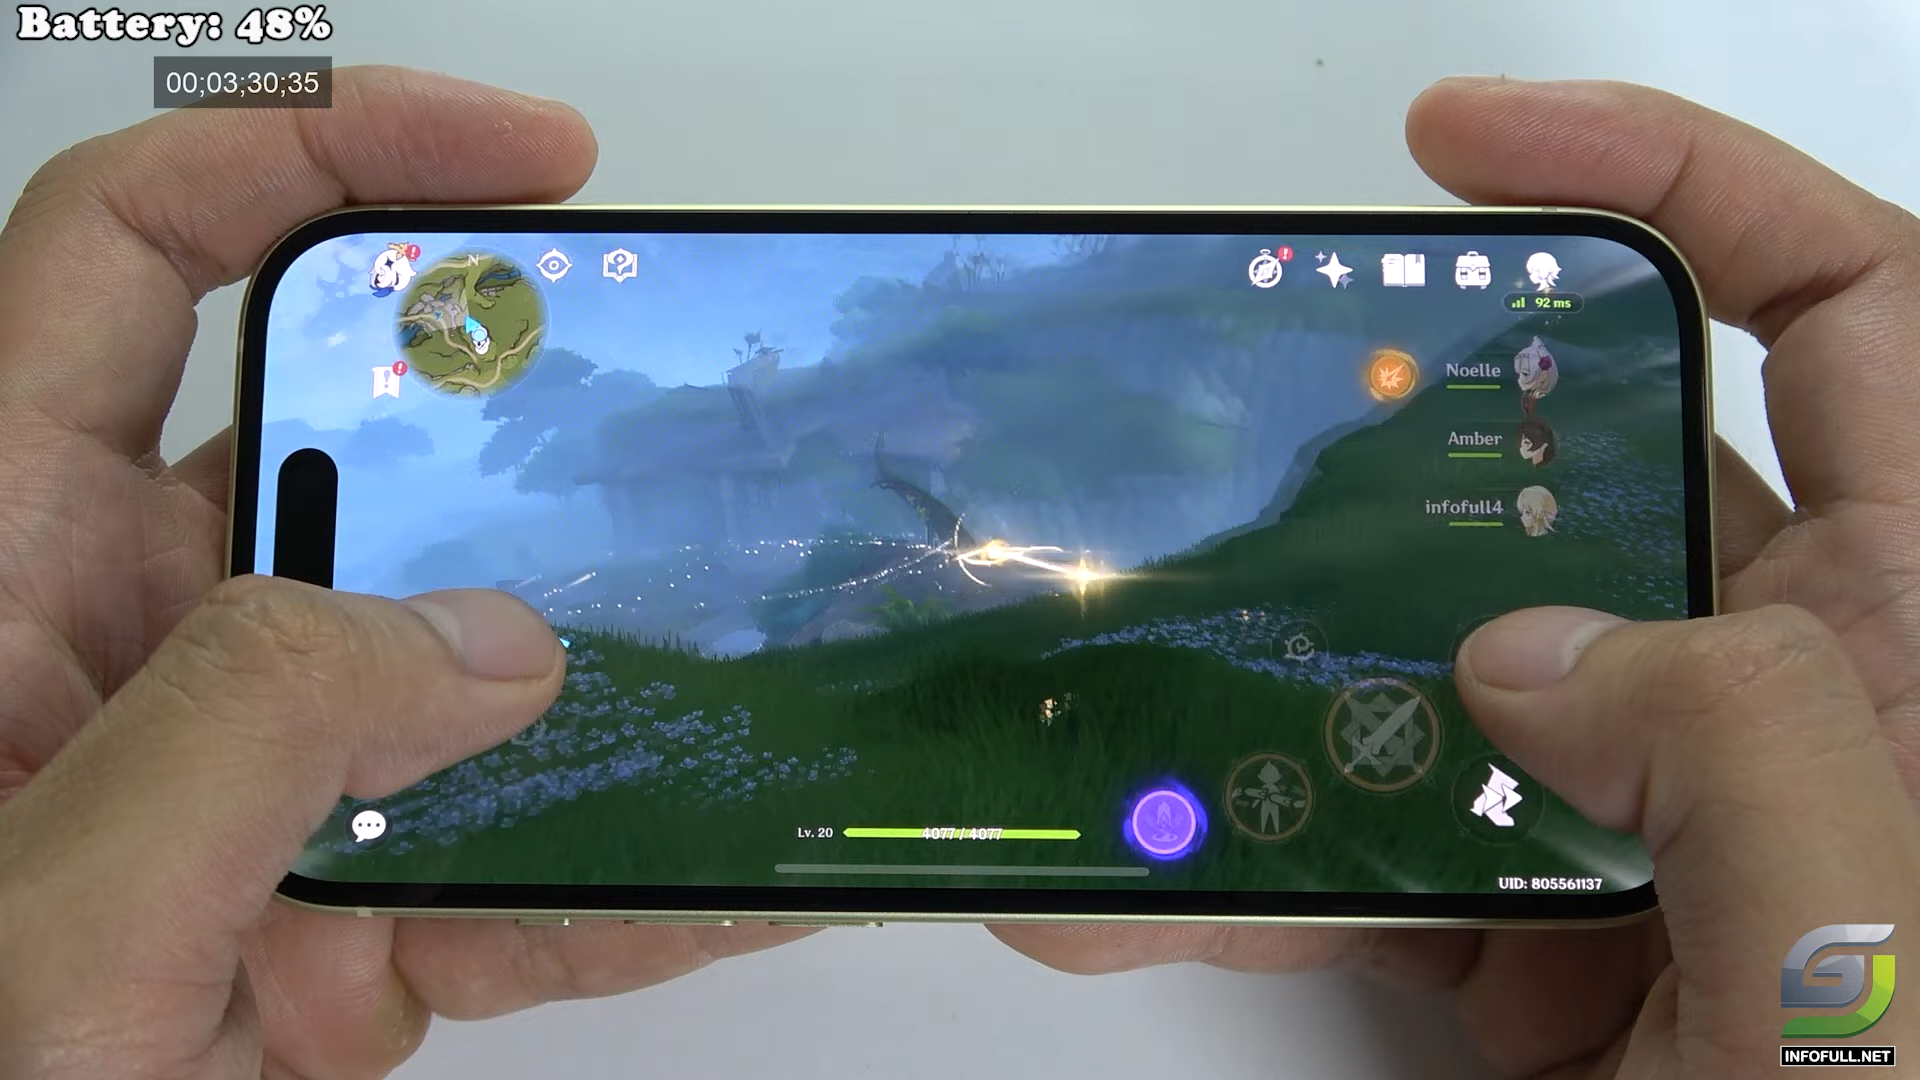 Battery: 48%
00;03;30;35
N
92 ms
Noelle
Amber
infofull4
Lv. 20
4077 / 4077
UID: 805561137
INFOFULL.NET